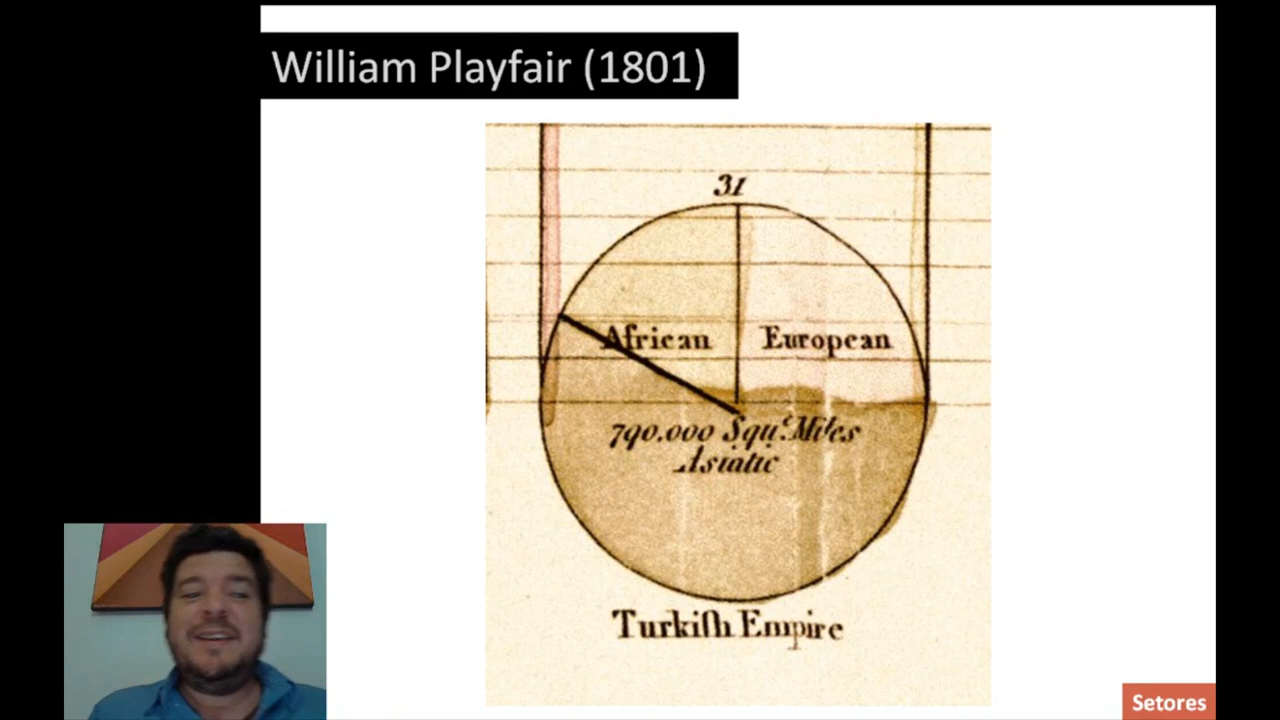 William Playfair (1801)
31
African European
790.000 Squ. Miles
Asiatic
Turkiſh Empire
Setores